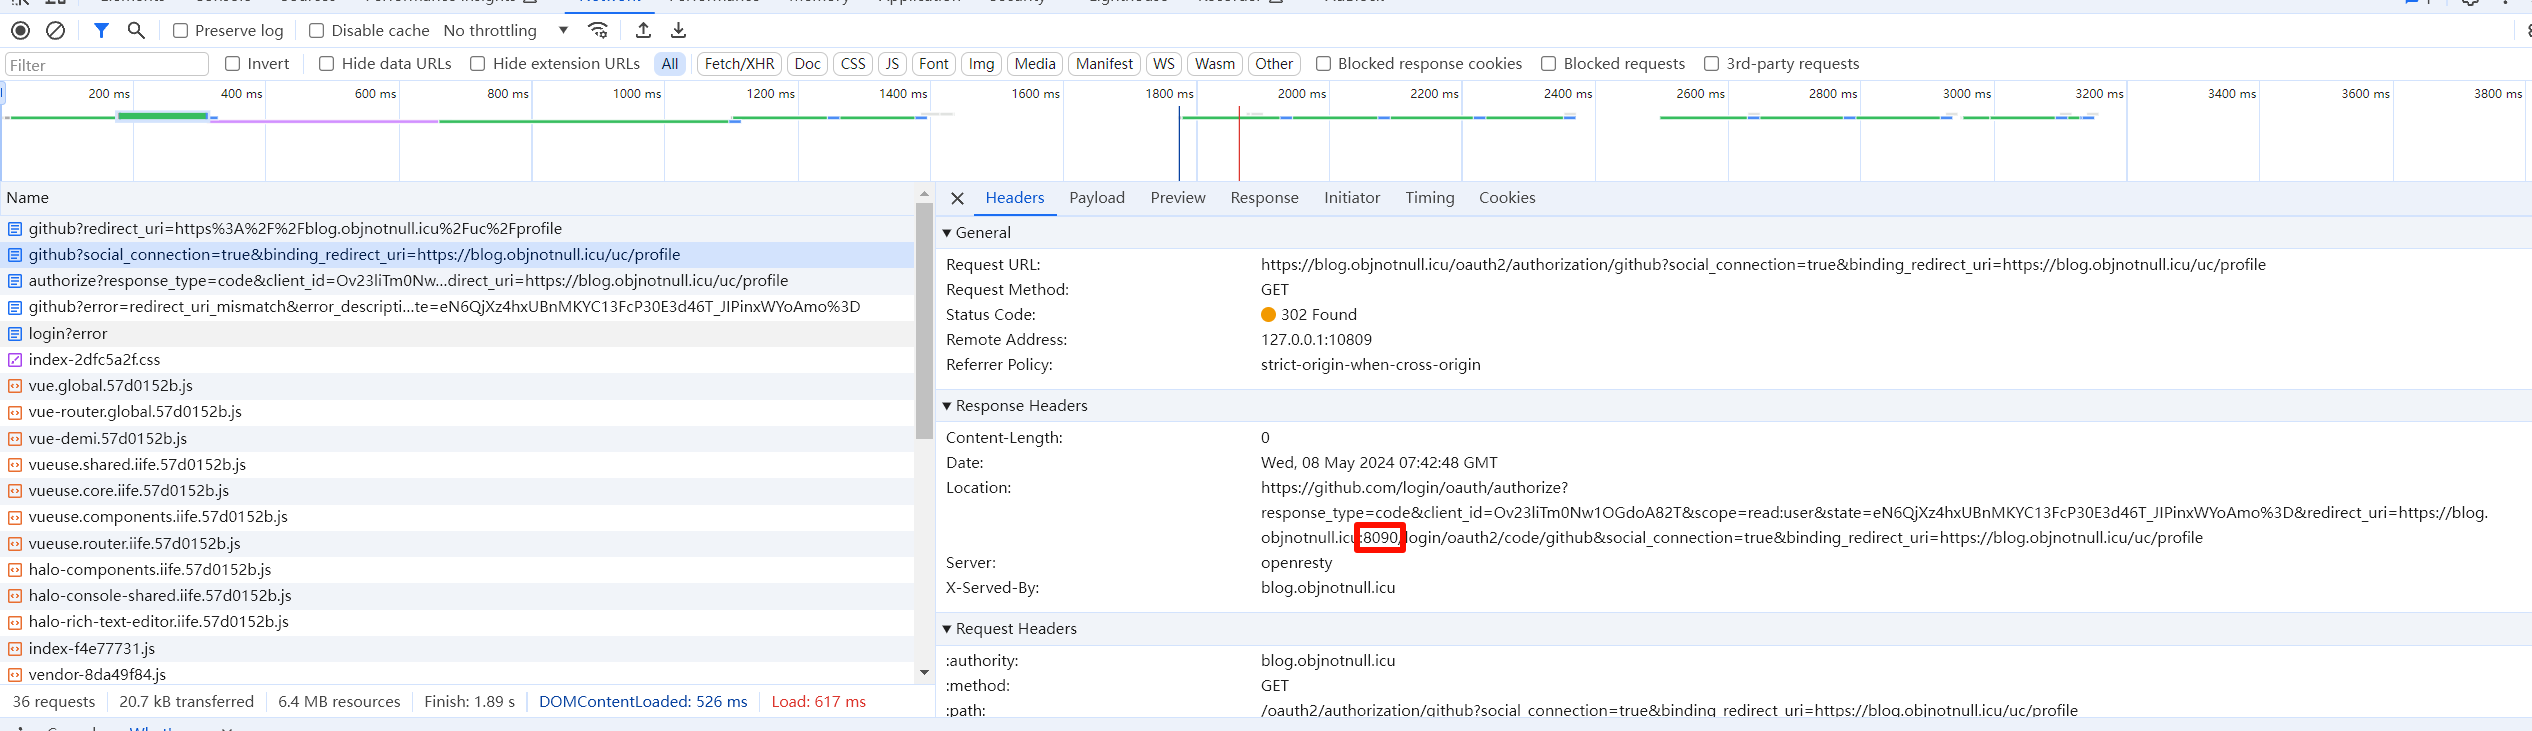 Preserve log Disable cache No throttling
Filter Invert Hide data URLs Hide extension URLs All Fetch/XHR Doc CSS JS Font Img Media Manifest WS Wasm Other Blocked response cookies Blocked requests 3rd-party requests
200 ms 400 ms 600 ms 800 ms 1000 ms 1200 ms 1400 ms 1600 ms 1800 ms 2000 ms 2200 ms 2400 ms 2600 ms 2800 ms 3000 ms 3200 ms 3400 ms 3600 ms 3800 ms
Name
github?redirect_uri=https%3A%2F%2Fblog.objnotnull.icu%2Fuc%2Fprofile
github?social_connection=true&binding_redirect_uri=https://blog.objnotnull.icu/uc/profile
authorize?response_type=code&client_id=Ov23liTm0Nw...direct_uri=https://blog.objnotnull.icu/uc/profile
github?error=redirect_uri_mismatch&error_descripti...te=eN6QjXz4hxUBnMKYC13FcP30E3d46T_JIPinxWYoAmo%3D
login?error
index-2dfc5a2f.css
vue.global.57d0152b.js
vue-router.global.57d0152b.js
vue-demi.57d0152b.js
vueuse.shared.iife.57d0152b.js
vueuse.core.iife.57d0152b.js
vueuse.components.iife.57d0152b.js
vueuse.router.iife.57d0152b.js
halo-components.iife.57d0152b.js
halo-console-shared.iife.57d0152b.js
halo-rich-text-editor.iife.57d0152b.js
index-f4e77731.js
vendor-8da49f84.js
36 requests 20.7 kB transferred 6.4 MB resources Finish: 1.89 s DOMContentLoaded: 526 ms Load: 617 ms
Headers Payload Preview Response Initiator Timing Cookies
General
Request URL: https://blog.objnotnull.icu/oauth2/authorization/github?social_connection=true&binding_redirect_uri=https://blog.objnotnull.icu/uc/profile
Request Method: GET
Status Code: 302 Found
Remote Address: 127.0.0.1:10809
Referrer Policy: strict-origin-when-cross-origin
Response Headers
Content-Length: 0
Date: Wed, 08 May 2024 07:42:48 GMT
Location: https://github.com/login/oauth/authorize?
response_type=code&client_id=Ov23liTm0Nw1OGdoA82T&scope=read:user&state=eN6QjXz4hxUBnMKYC13FcP30E3d46T_JIPinxWYoAmo%3D&redirect_uri=https://blog.
objnotnull.icu:8090/login/oauth2/code/github&social_connection=true&binding_redirect_uri=https://blog.objnotnull.icu/uc/profile
Server: openresty
X-Served-By: blog.objnotnull.icu
Request Headers
:authority: blog.objnotnull.icu
:method: GET
:path: /oauth2/authorization/github?social_connection=true&binding_redirect_uri=https://blog.objnotnull.icu/uc/profile